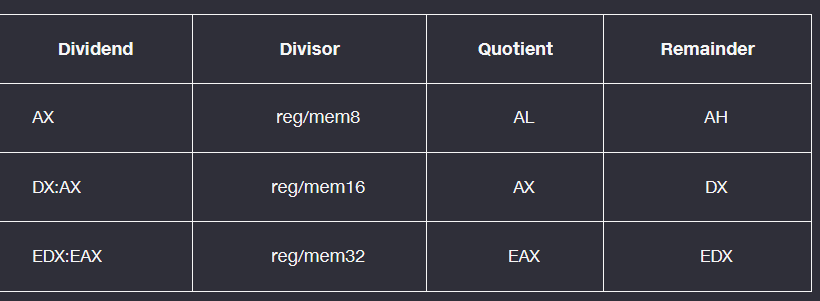 Dividend Divisor Quotient Remainder
AX reg/mem8 AL AH
DX:AX reg/mem16 AX DX
EDX:EAX reg/mem32 EAX EDX